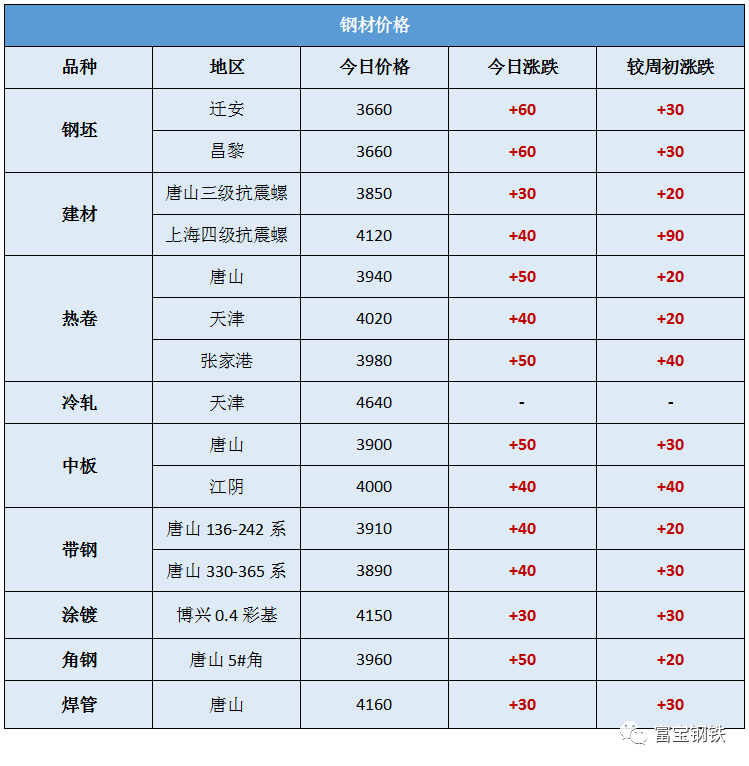 钢材价格
品种 地区 今日价格 今日涨跌 较周初涨跌
钢坯 迁安 3660 +60 +30
昌黎 3660 +60 +30
建材 唐山三级抗震螺 3850 +30 +20
上海四级抗震螺 4120 +40 +90
热卷 唐山 3940 +50 +20
天津 4020 +40 +20
张家港 3980 +50 +40
冷轧 天津 4640 - -
中板 唐山 3900 +50 +30
江阴 4000 +40 +40
带钢 唐山 136-242 系 3910 +40 +20
唐山 330-365 系 3890 +40 +30
涂镀 博兴 0.4 彩基 4150 +30 +30
角钢 唐山 5#角 3960 +50 +20
焊管 唐山 4160 +30 +30
富宝钢铁